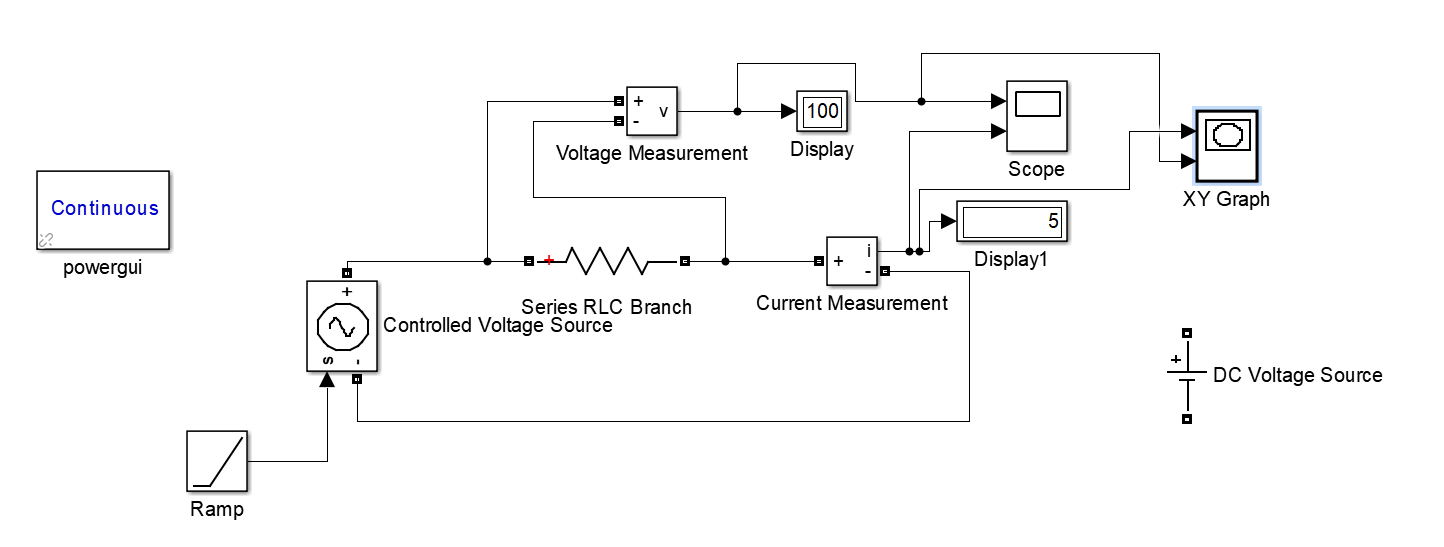 +
v
-
100
Voltage Measurement
Display
Scope
XY Graph
Continuous
powergui
5
Display1
+
Series RLC Branch
i
+
-
Current Measurement
+
s
-
Controlled Voltage Source
+
DC Voltage Source
Ramp